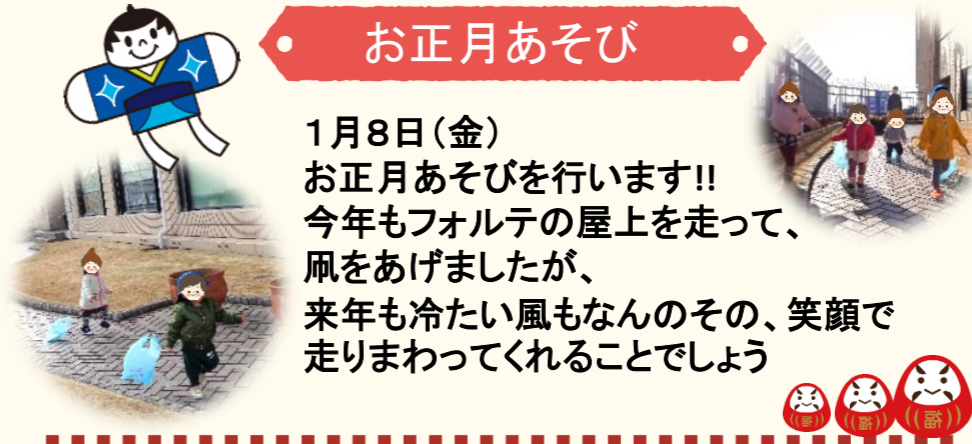 お正月あそび
１月８日（金）
お正月あそびを行います!!
今年もフォルテの屋上を走って、
凧をあげましたが、
来年も冷たい風もなんのその、笑顔で
走りまわってくれることでしょう
福
福
福